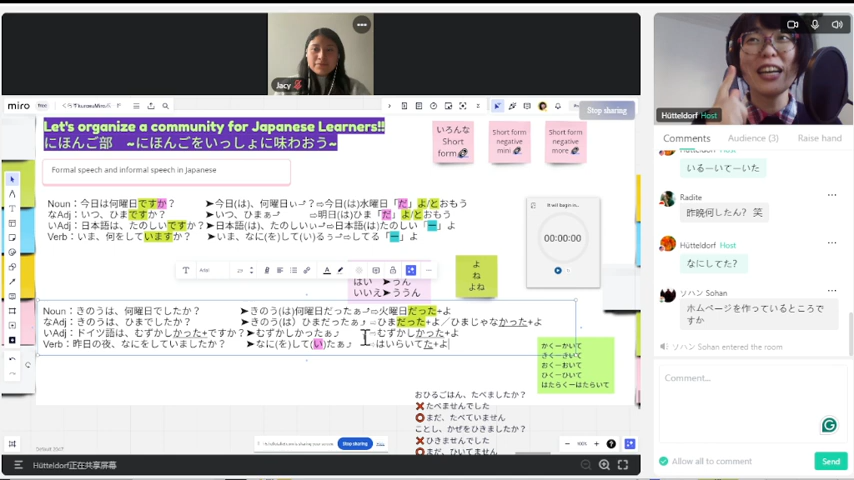 Jacy
miro
free
Stop sharing
Let's organize a community for Japanese Learners!!
にほんご部 ~にほんごをいっしょに味わおう~
Formal speech and informal speech in Japanese
いろんな
Short
form
Short form
negative
mini
Short form
negative
more
Noun：今日は何曜日ですか？ ➤今日(は)、何曜日ぃ⤴？⇨今日(は)水曜日「だ」よ/とおもう
なAdj：いつ、ひまですか？ ➤いつ、ひまぁ⤴ ⇨明日(は)ひま「だ」よ/とおもう
いAdj：日本語は、たのしいですか？➤日本語(は)、たのしぃ⤴⇨日本語(は)たのしい「ー」よ
Verb：いま、何をしていますか？ ➤いま、なに(を)して(い)るぅ⤴⇨してる「ー」よ
00:00:00
よ
ね
よね
はい ➤うん
いいえ➤ううん
Noun：きのうは、何曜日でしたか？ ➤きのう(は)何曜日だったぁ⤴⇨火曜日だった+よ
なAdj：きのうは、ひまでしたか？ ➤きのう(は) ひまだったぁ⤴⇨ひまだった+よ／ひまじゃなかった+よ
いAdj：ドイツ語は、むずかしかった+ですか？➤むずかしかったぁ⤴ ⇨むずかしかった+よ
Verb：昨日の夜、なにをしていましたか？ ➤なに(を)して(い)たぁ⤴ ⇨はいらいてた+よ
かくーかいて
きくーきいて
おくーおいて
ひくーひいて
はたらくーはたらいて
おひるごはん、たべましたか？
❌たべませんでした
⭕まだ、たべていません
ことし、かぜをひきましたか？
❌ひきませんでした
⭕まだ、ひいてません
Stop sharing
100%
Hütteldorf正在共享屏幕
Hütteldorf Host
Comments
Audience (3)
Raise hand
Hütteldorf Host
いるーいてーいた
Radite
昨晩何したん？ 笑
Hütteldorf Host
なにしてた？
ソハン Sohan
ホムページを作っているところで
すか
ソハン Sohan entered the room
Comment...
Allow all to comment
Send